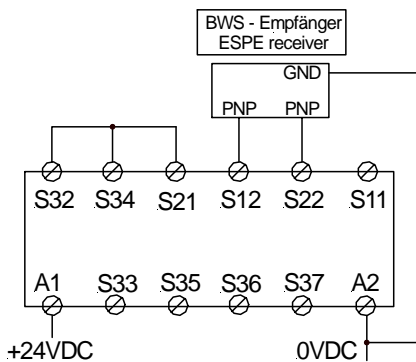 BWS - Empfänger
ESPE receiver
GND
PNP PNP
S32 S34 S21 S12 S22 S11
A1 S33 S35 S36 S37 A2
+24VDC 0VDC